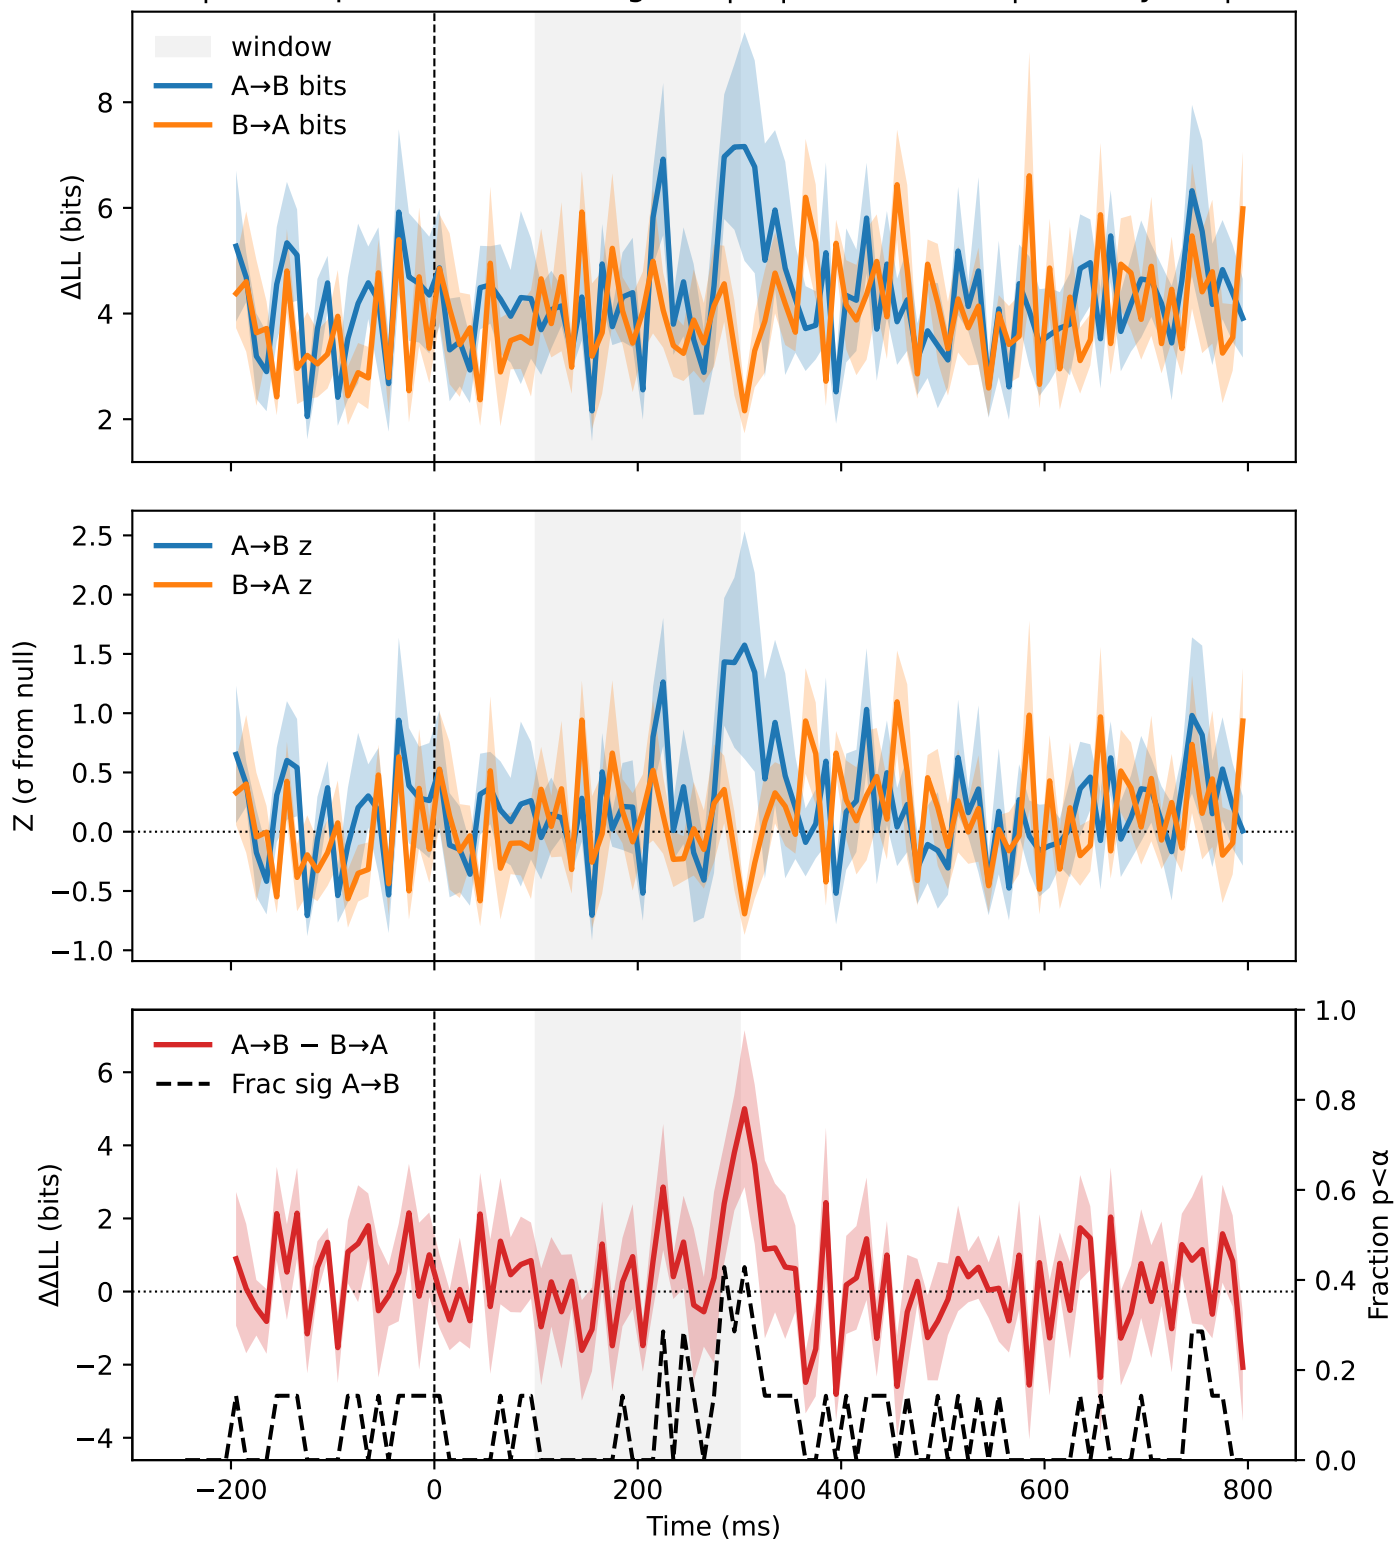 window
A→B bits
B→A bits
ΔLL (bits)
8
6
4
2
A→B z
B→A z
Z (σ from null)
2.5
2.0
1.5
1.0
0.5
0.0
−0.5
−1.0
A→B − B→A
Frac sig A→B
ΔΔLL (bits)
6
4
2
0
−2
−4
1.0
0.8
0.6
0.4
0.2
0.0
Fraction p<α
−200 0 200 400 600 800
Time (ms)